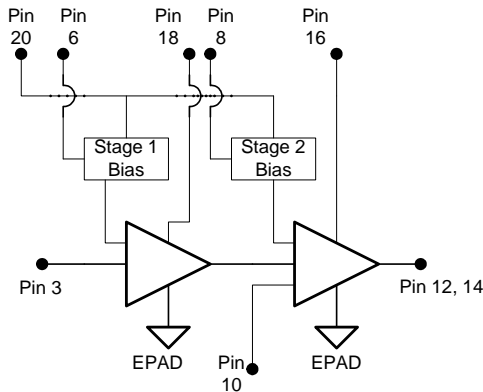 Pin
20
Pin
6
Pin
18
Pin
8
Pin
16
Stage 1
Bias
Stage 2
Bias
Pin 3
Pin 12, 14
EPAD
Pin
10
EPAD